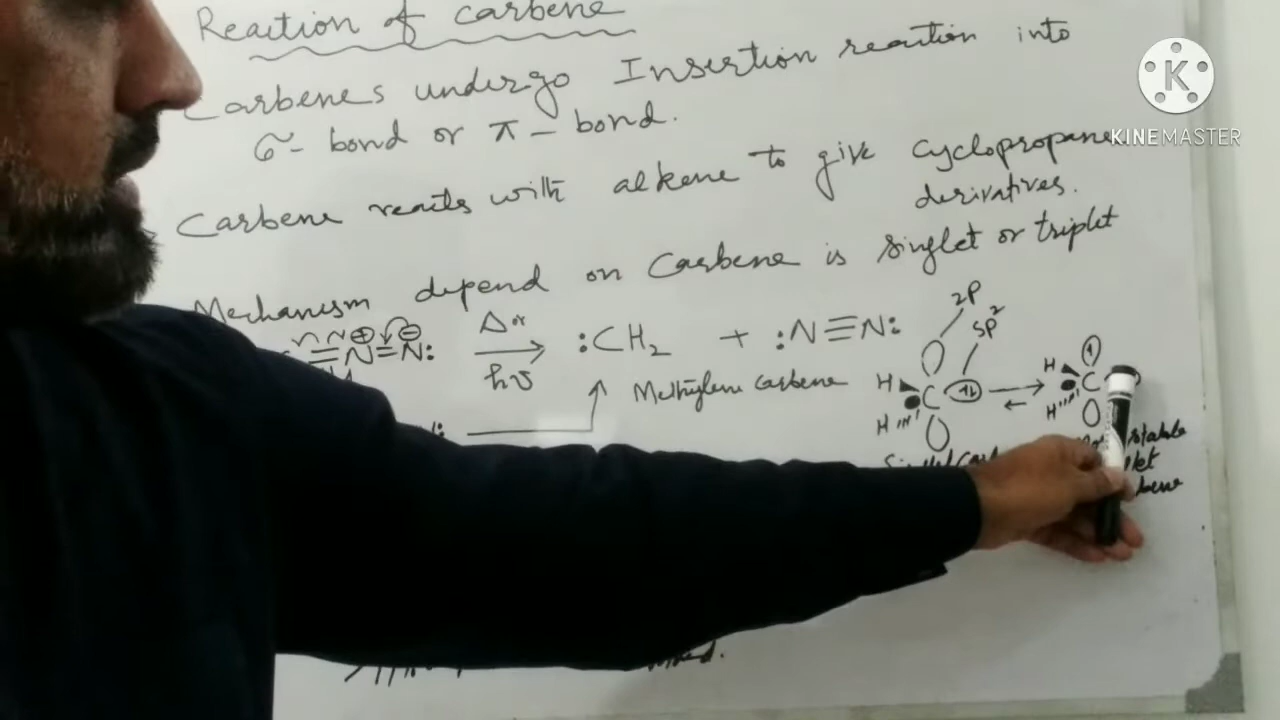 Reaction of carbene
Carbenes undergo Insertion reaction into
σ- bond or π - bond.
Carbene reacts with alkene to give cyclopropane
derivatives.
Mechanism depend on Carbene is singlet or triplet
2P
SP²
Δ or
hν
:CH₂ + :N≡N:
Methylene carbene
H
H
C
H
H
C
stable
K
KINEMASTER